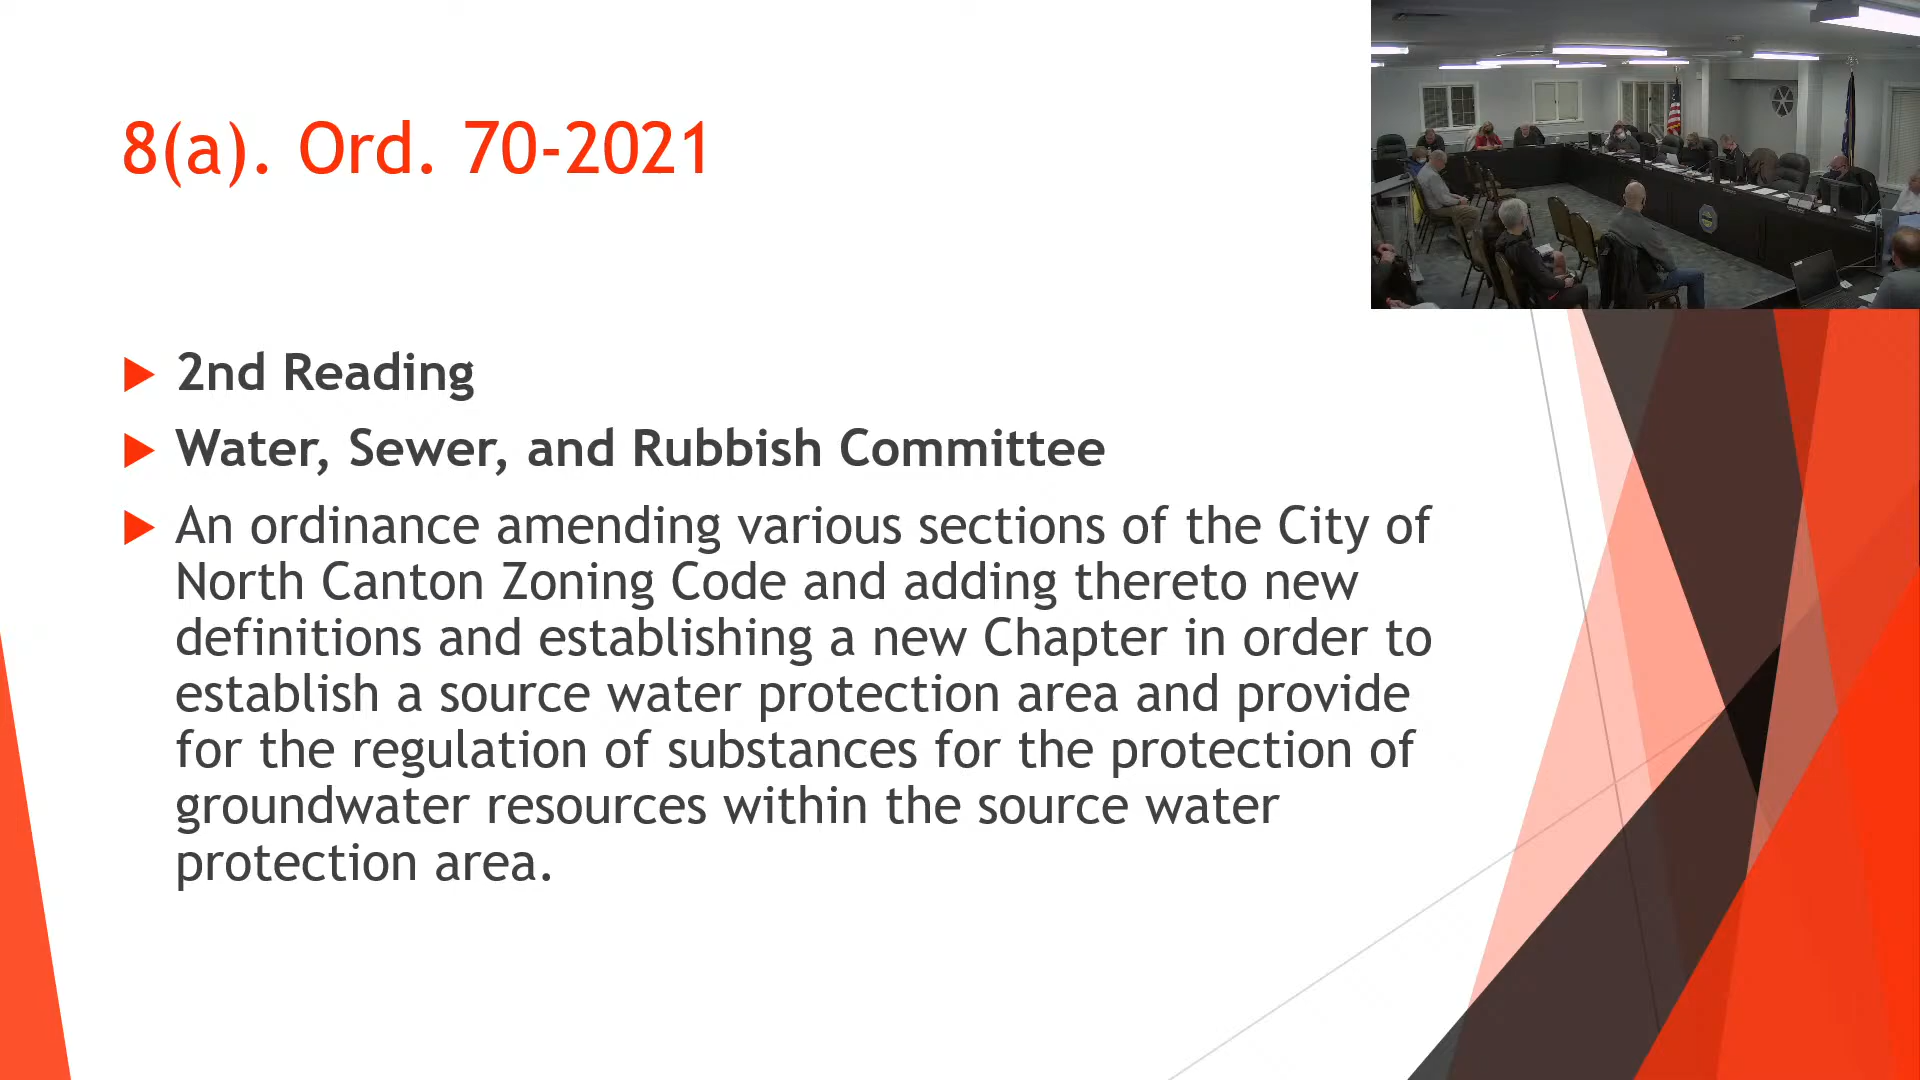 8(a). Ord. 70-2021
2nd Reading
Water, Sewer, and Rubbish Committee
An ordinance amending various sections of the City of
North Canton Zoning Code and adding thereto new
definitions and establishing a new Chapter in order to
establish a source water protection area and provide
for the regulation of substances for the protection of
groundwater resources within the source water
protection area.